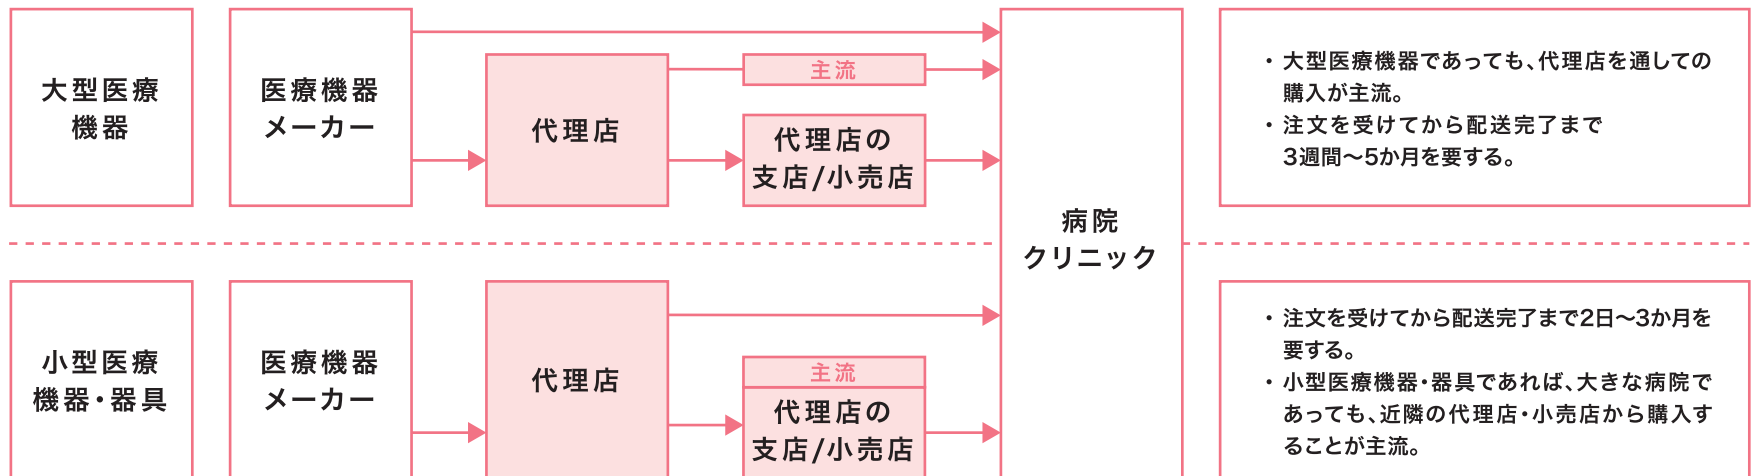 大型医療
機器
医療機器
メーカー
代理店
主流
代理店の
支店/小売店
病院
クリニック
・大型医療機器であっても、代理店を通しての
購入が主流。
・注文を受けてから配送完了まで
3週間〜5か月を要する。
小型医療
機器・器具
医療機器
メーカー
代理店
主流
代理店の
支店/小売店
・注文を受けてから配送完了まで2日〜3か月を
要する。
・小型医療機器・器具であれば、大きな病院で
あっても、近隣の代理店・小売店から購入す
ることが主流。